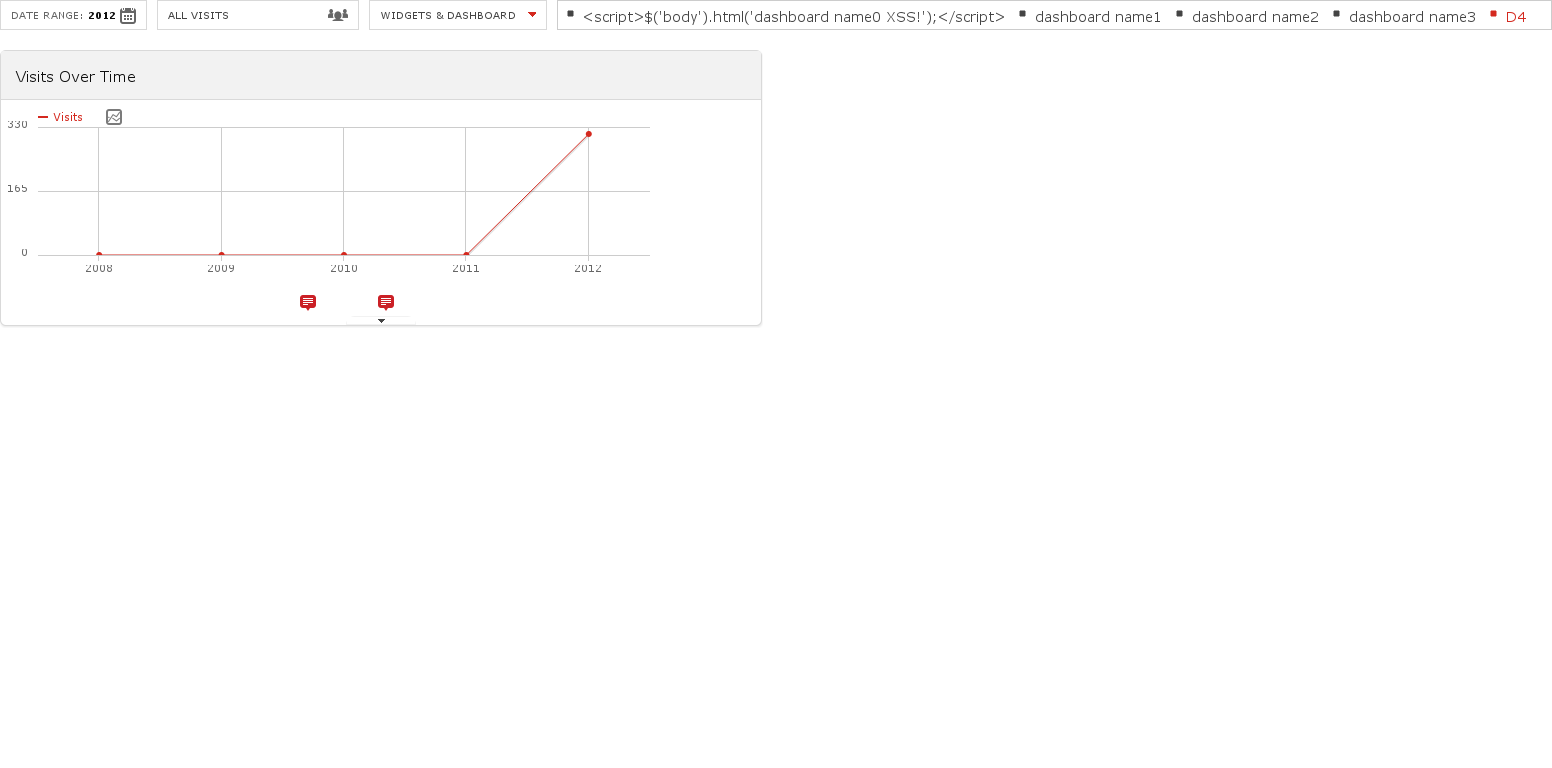 DATE RANGE: 2012 ALL VISITS WIDGETS & DASHBOARD <script>$('body').html('dashboard name0 XSS!');</script> dashboard name1 dashboard name2 dashboard name3 D4
Visits Over Time
Visits
330
165
0
2008 2009 2010 2011 2012